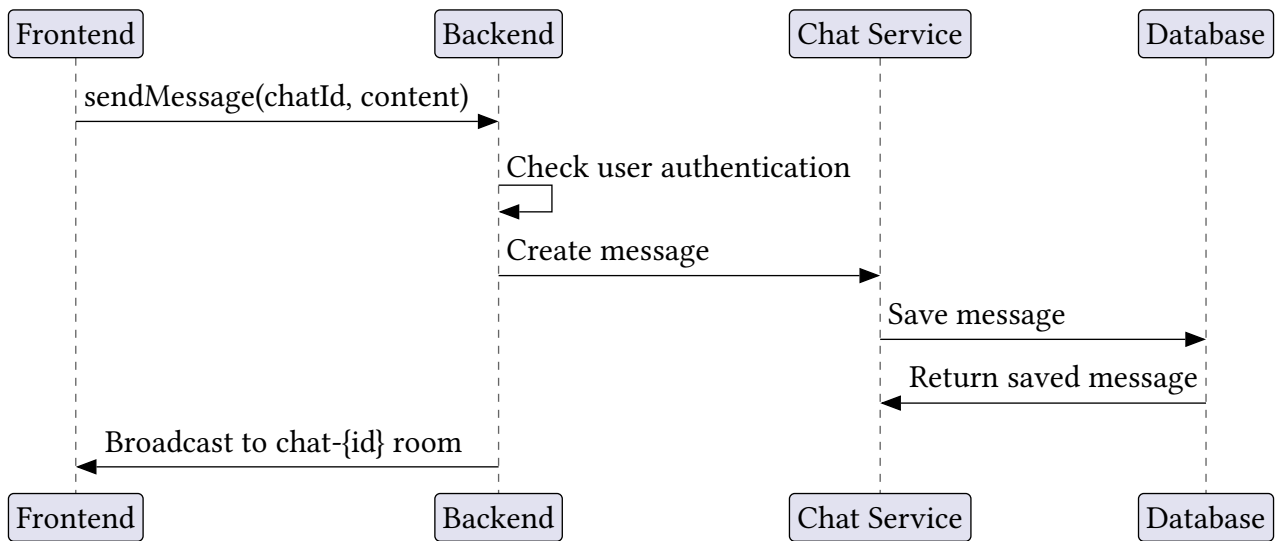 Frontend
Backend
Chat Service
Database
sendMessage(chatId, content)
Check user authentication
Create message
Save message
Return saved message
Broadcast to chat-{id} room
Frontend
Backend
Chat Service
Database